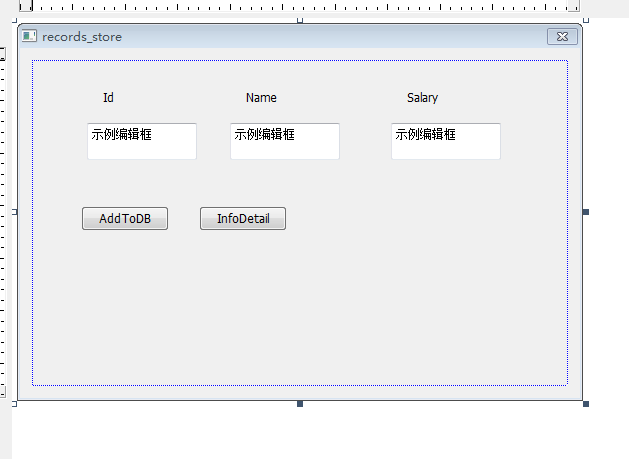 records_store
Id Name Salary
示例编辑框 示例编辑框 示例编辑框
AddToDB InfoDetail